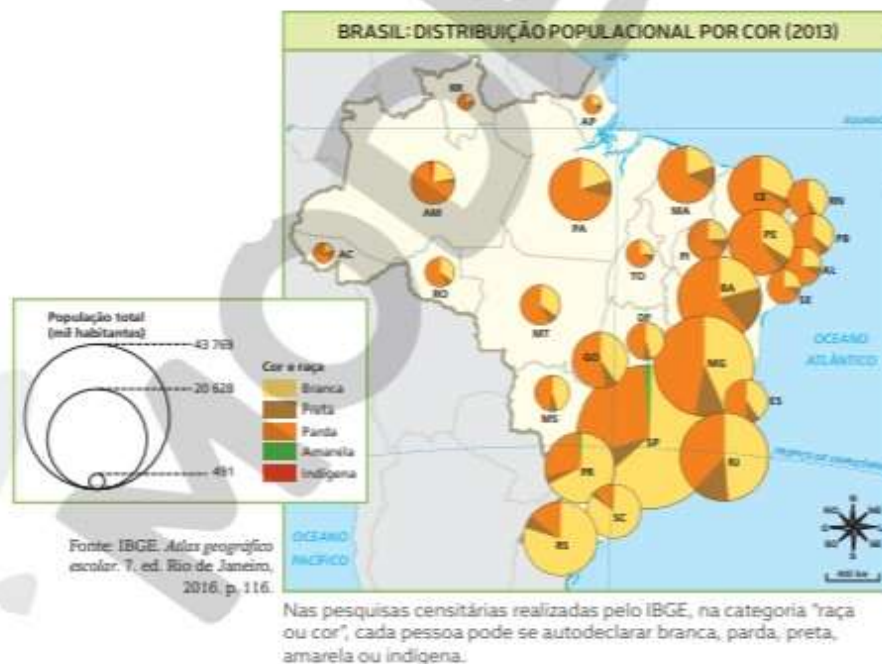 BRASIL: DISTRIBUIÇÃO POPULACIONAL POR COR (2013)
RR
AP
AM
PA
MA
CE
RN
PB
PE
PI
AL
SE
AC
RO
TO
BA
MT
DF
GO
MG
ES
MS
SP
RJ
PR
SC
RS
OCEANO
ATLÂNTICO
OCEANO
PACÍFICO
População total
(mil habitantes)
43 769
20 628
491
Cor e raça
Branca
Preta
Parda
Amarela
Indígena
Fonte: IBGE. Atlas geográfico
escolar. 7. ed. Rio de Janeiro,
2016. p. 116.
Nas pesquisas censitárias realizadas pelo IBGE, na categoria “raça
ou cor”, cada pessoa pode se autodeclarar branca, parda, preta,
amarela ou indígena.